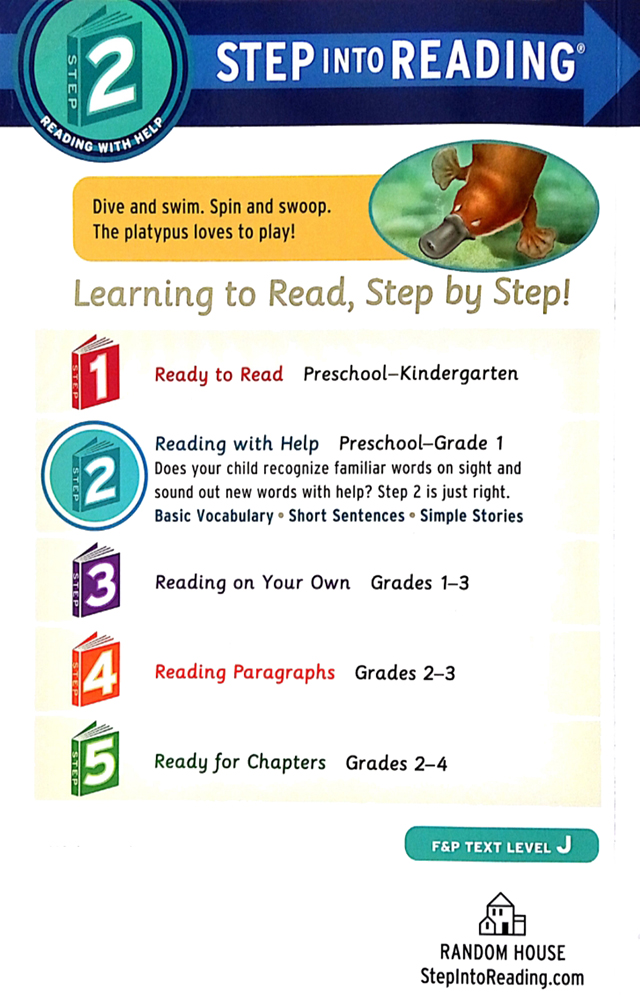 STEP 2
READING WITH HELP
STEP INTO READING®
Dive and swim. Spin and swoop.
The platypus loves to play!
Learning to Read, Step by Step!
STEP 1 Ready to Read Preschool–Kindergarten
STEP 2 Reading with Help Preschool–Grade 1
Does your child recognize familiar words on sight and
sound out new words with help? Step 2 is just right.
Basic Vocabulary • Short Sentences • Simple Stories
STEP 3 Reading on Your Own Grades 1–3
STEP 4 Reading Paragraphs Grades 2–3
STEP 5 Ready for Chapters Grades 2–4
F&P TEXT LEVEL J
RANDOM HOUSE
StepIntoReading.com